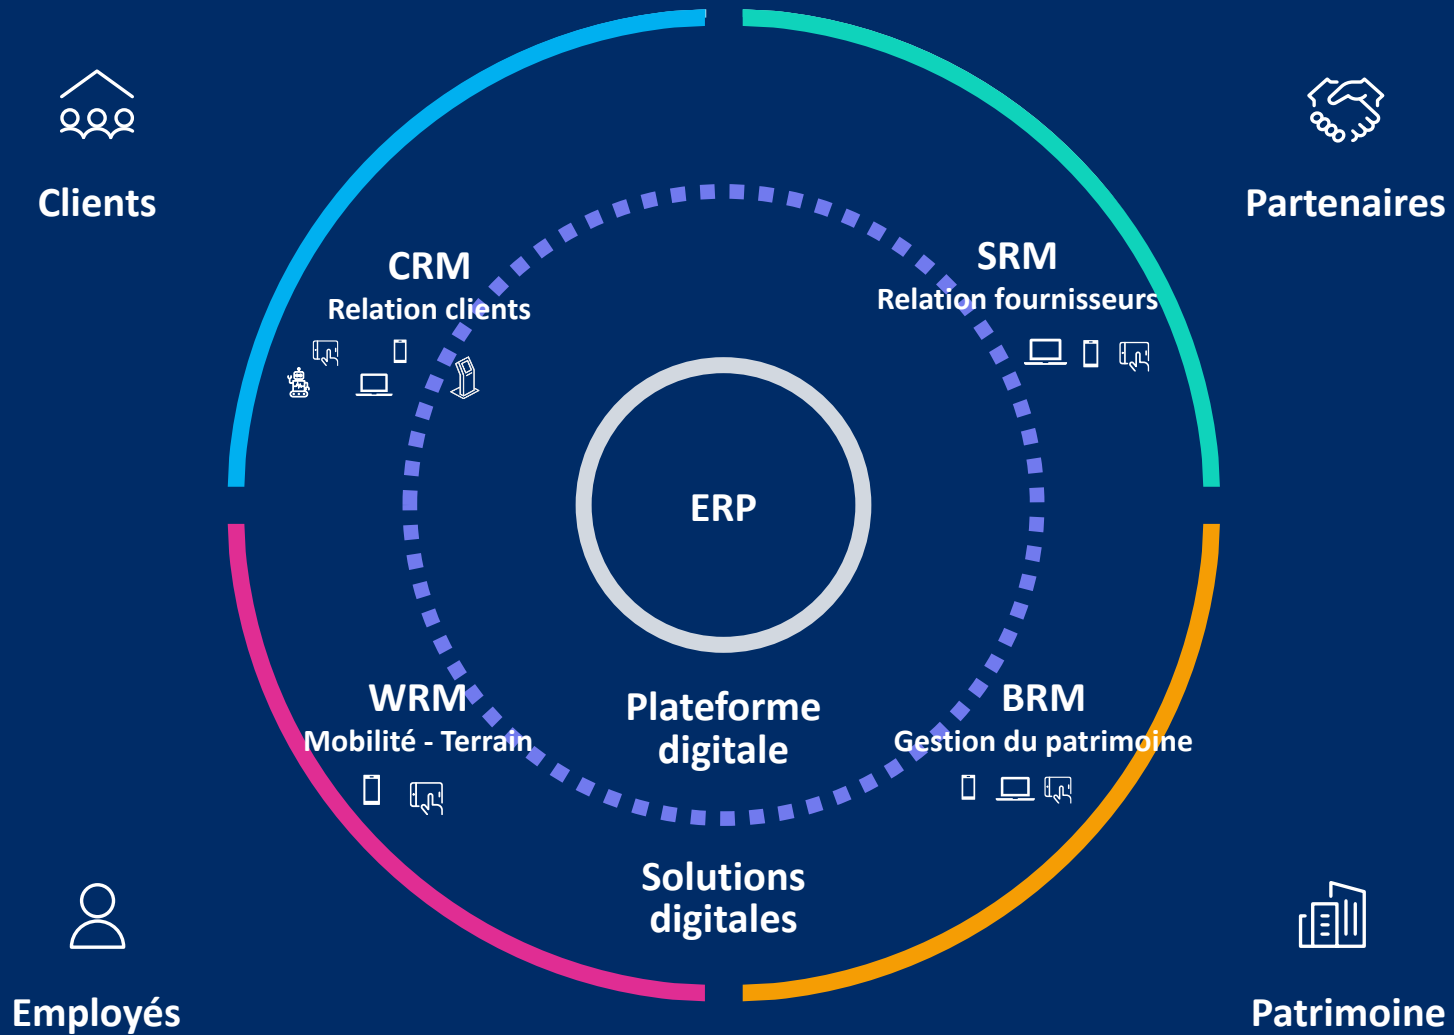 Clients
Partenaires
CRM
Relation clients
SRM
Relation fournisseurs
ERP
WRM
Mobilité - Terrain
Plateforme
digitale
BRM
Gestion du patrimoine
Solutions
digitales
Employés
Patrimoine